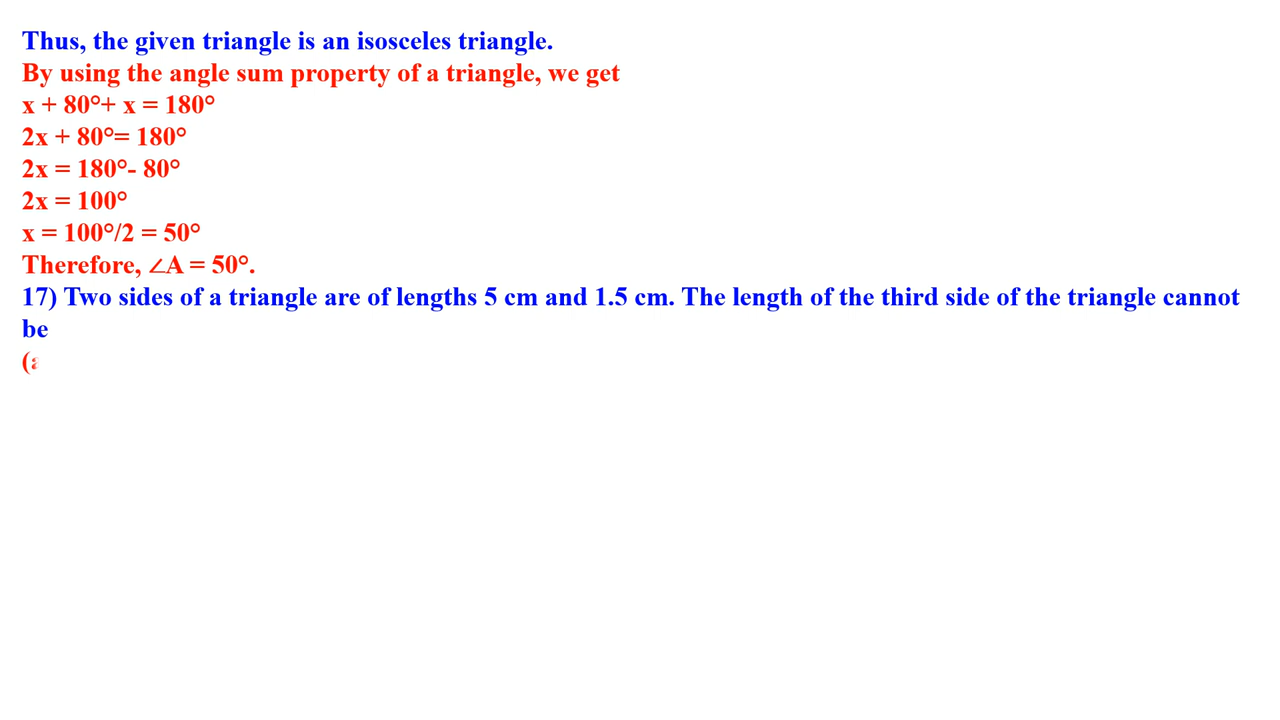 Thus, the given triangle is an isosceles triangle.
By using the angle sum property of a triangle, we get
x + 80°+ x = 180°
2x + 80°= 180°
2x = 180°- 80°
2x = 100°
x = 100°/2 = 50°
Therefore, ∠A = 50°.
17) Two sides of a triangle are of lengths 5 cm and 1.5 cm. The length of the third side of the triangle cannot
be
(